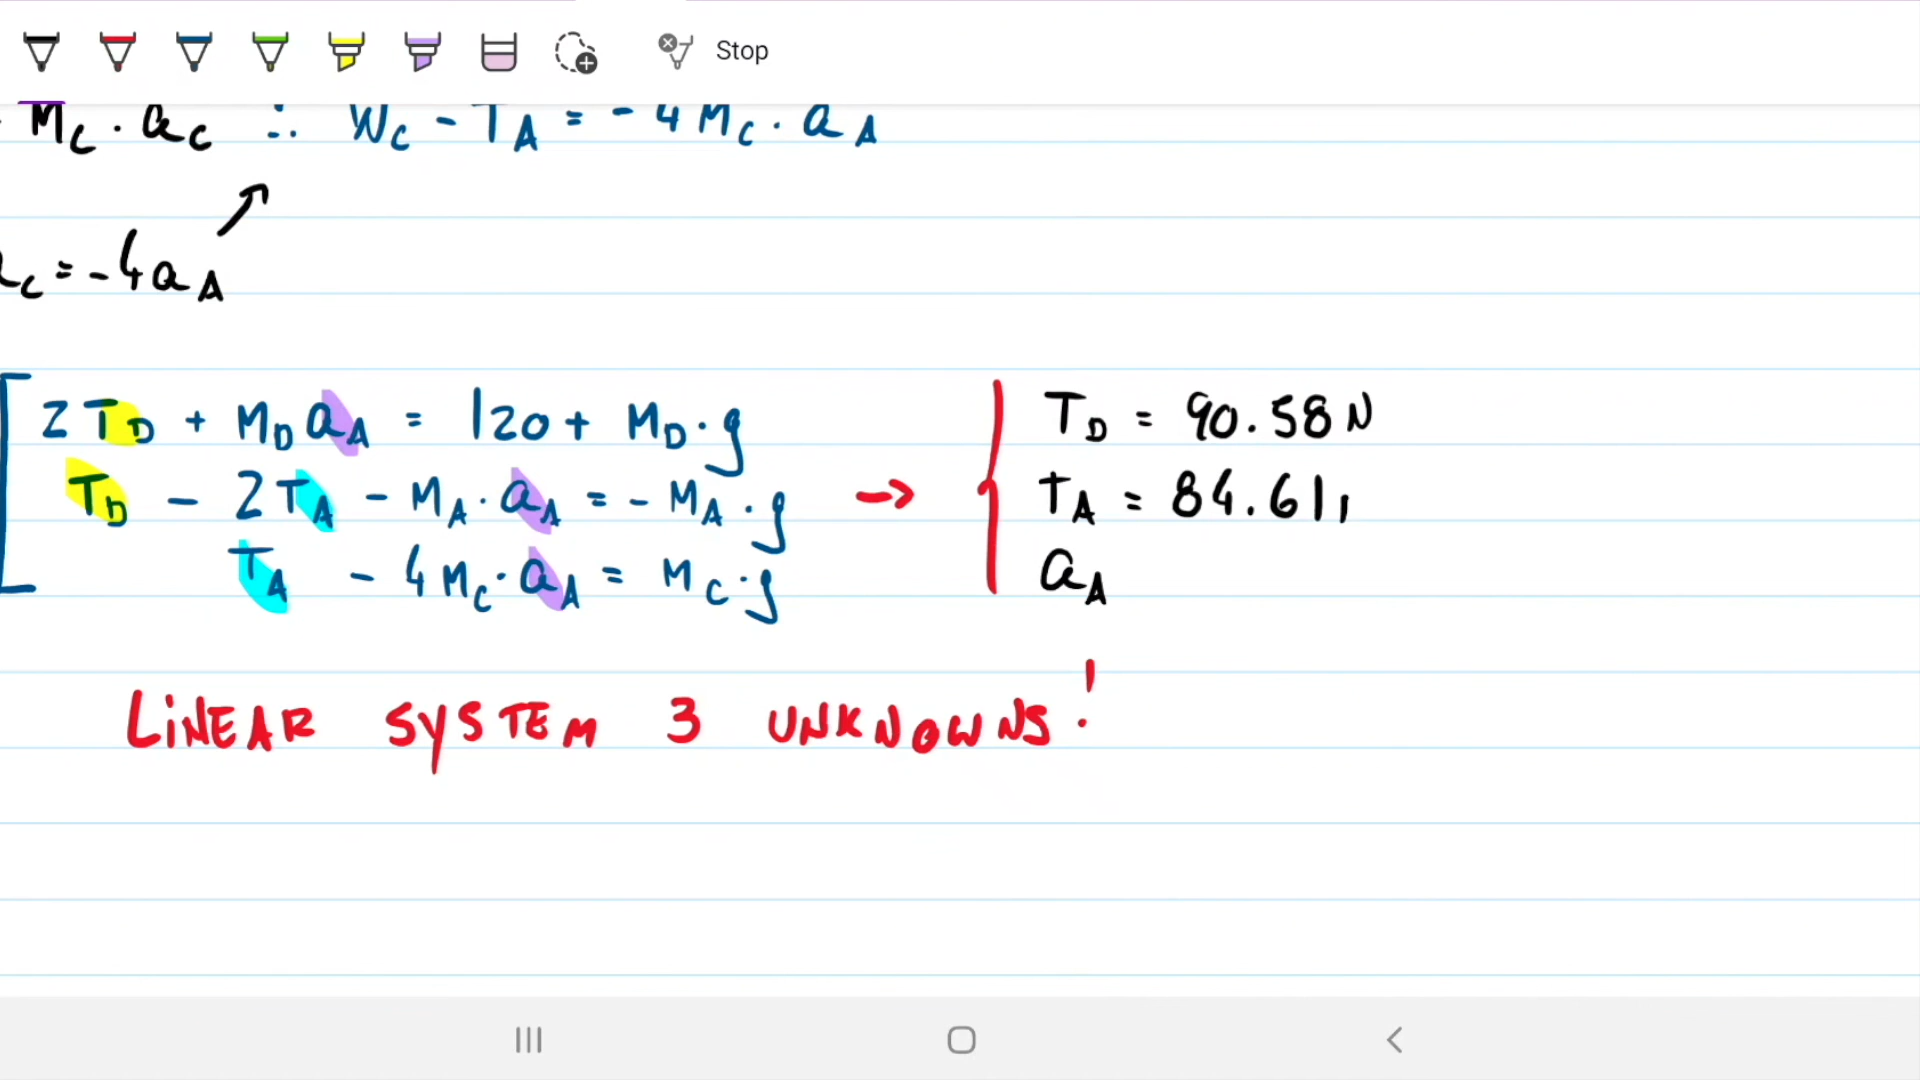 Stop
M_C . a_C ∴ W_C - T_A = - 4 M_C . a_A
_C = -4a_A
2T_D + M_D a_A = 120 + M_D . g
T_D - 2T_A - M_A . a_A = - M_A . g →
T_A - 4 M_C . a_A = M_C . g
T_D = 90.58 N
T_A = 84.61
a_A
LINEAR SYSTEM 3 UNKNOWNS!